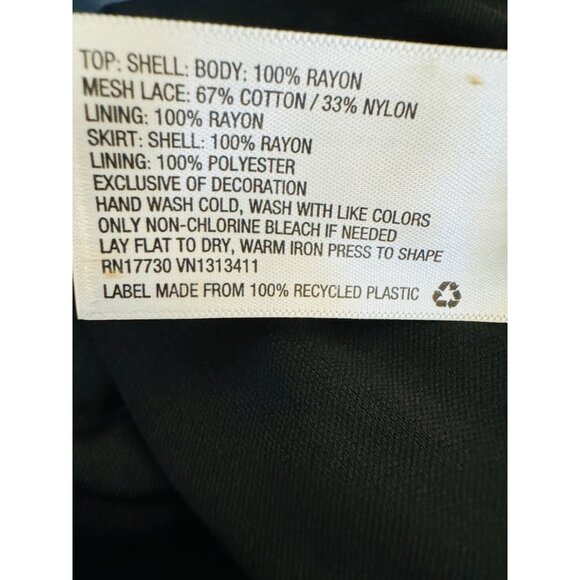 TOP: SHELL: BODY: 100% RAYON
MESH LACE: 67% COTTON / 33% NYLON
LINING: 100% RAYON
SKIRT: SHELL: 100% RAYON
LINING: 100% POLYESTER
EXCLUSIVE OF DECORATION
HAND WASH COLD, WASH WITH LIKE COLORS
ONLY NON-CHLORINE BLEACH IF NEEDED
LAY FLAT TO DRY, WARM IRON PRESS TO SHAPE
RN17730 VN1313411
LABEL MADE FROM 100% RECYCLED PLASTIC